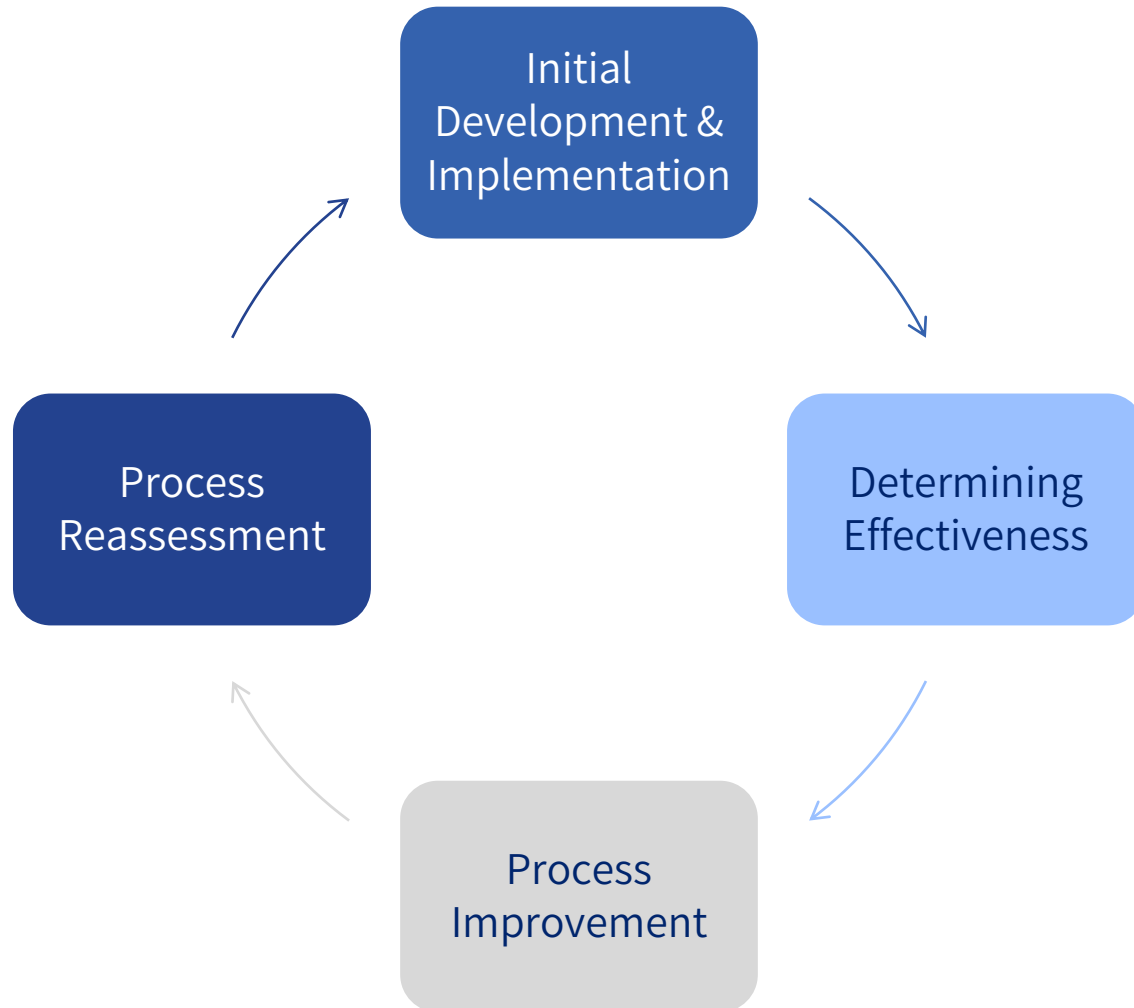 Initial
Development &
Implementation
Determining
Effectiveness
Process
Improvement
Process
Reassessment